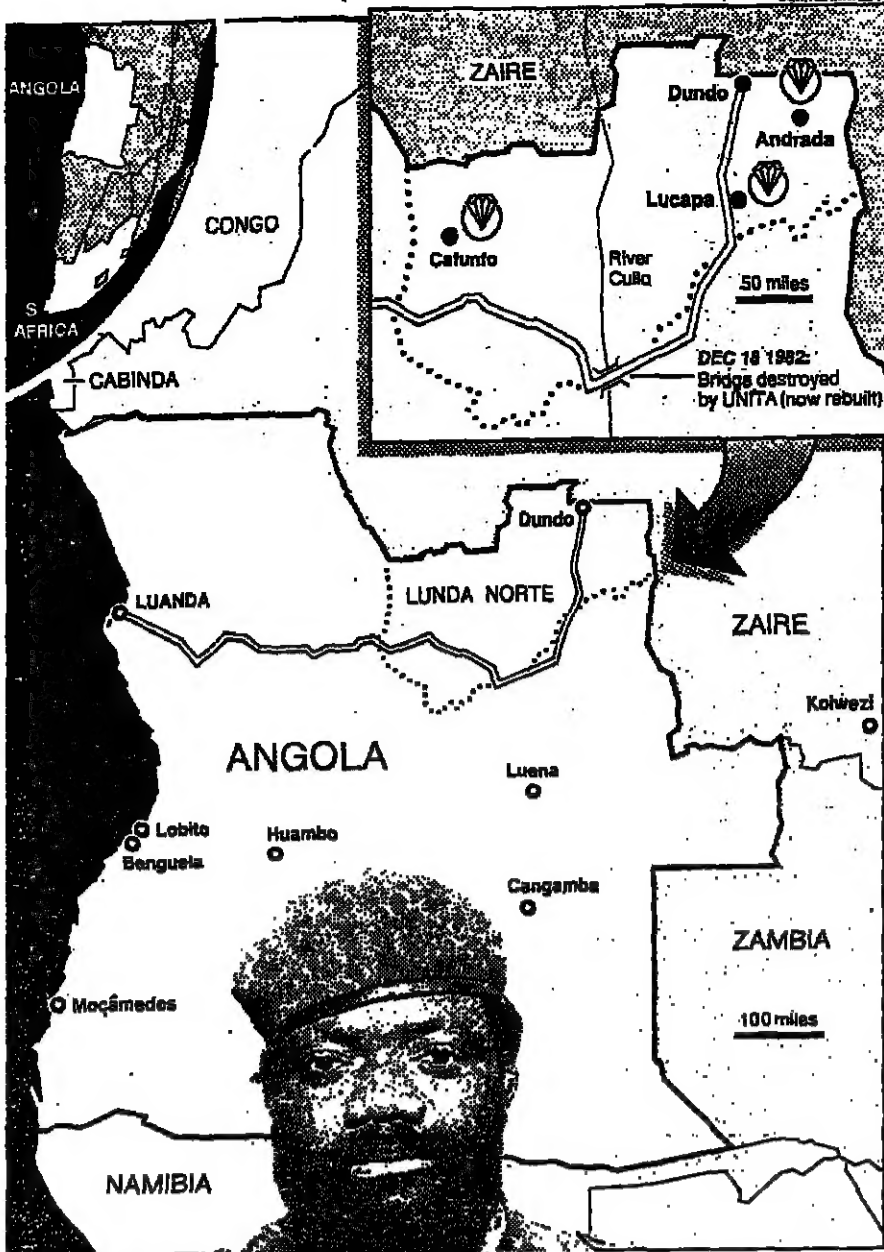 ANGOLA
S
AFRICA
CONGO
CABINDA
ZAIRE
Dundo
Andrada
Lucapa
Cafunfo
River
Cuilo
50 miles
DEC 18 1982:
Bridge destroyed
by UNITA (now rebuilt)
Dundo
LUANDA
LUNDA NORTE
ZAIRE
Kolwezi
ANGOLA
Luena
Lobito
Benguela
Huambo
Cangamba
ZAMBIA
Moçâmedes
100 miles
NAMIBIA